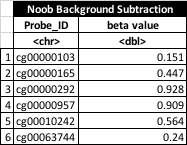 Noob Background Subtraction
Probe_ID beta value
<chr> <dbl>
1 cg00000103 0.151
2 cg00000165 0.447
3 cg00000292 0.928
4 cg00000957 0.909
5 cg00010242 0.564
6 cg00063744 0.24